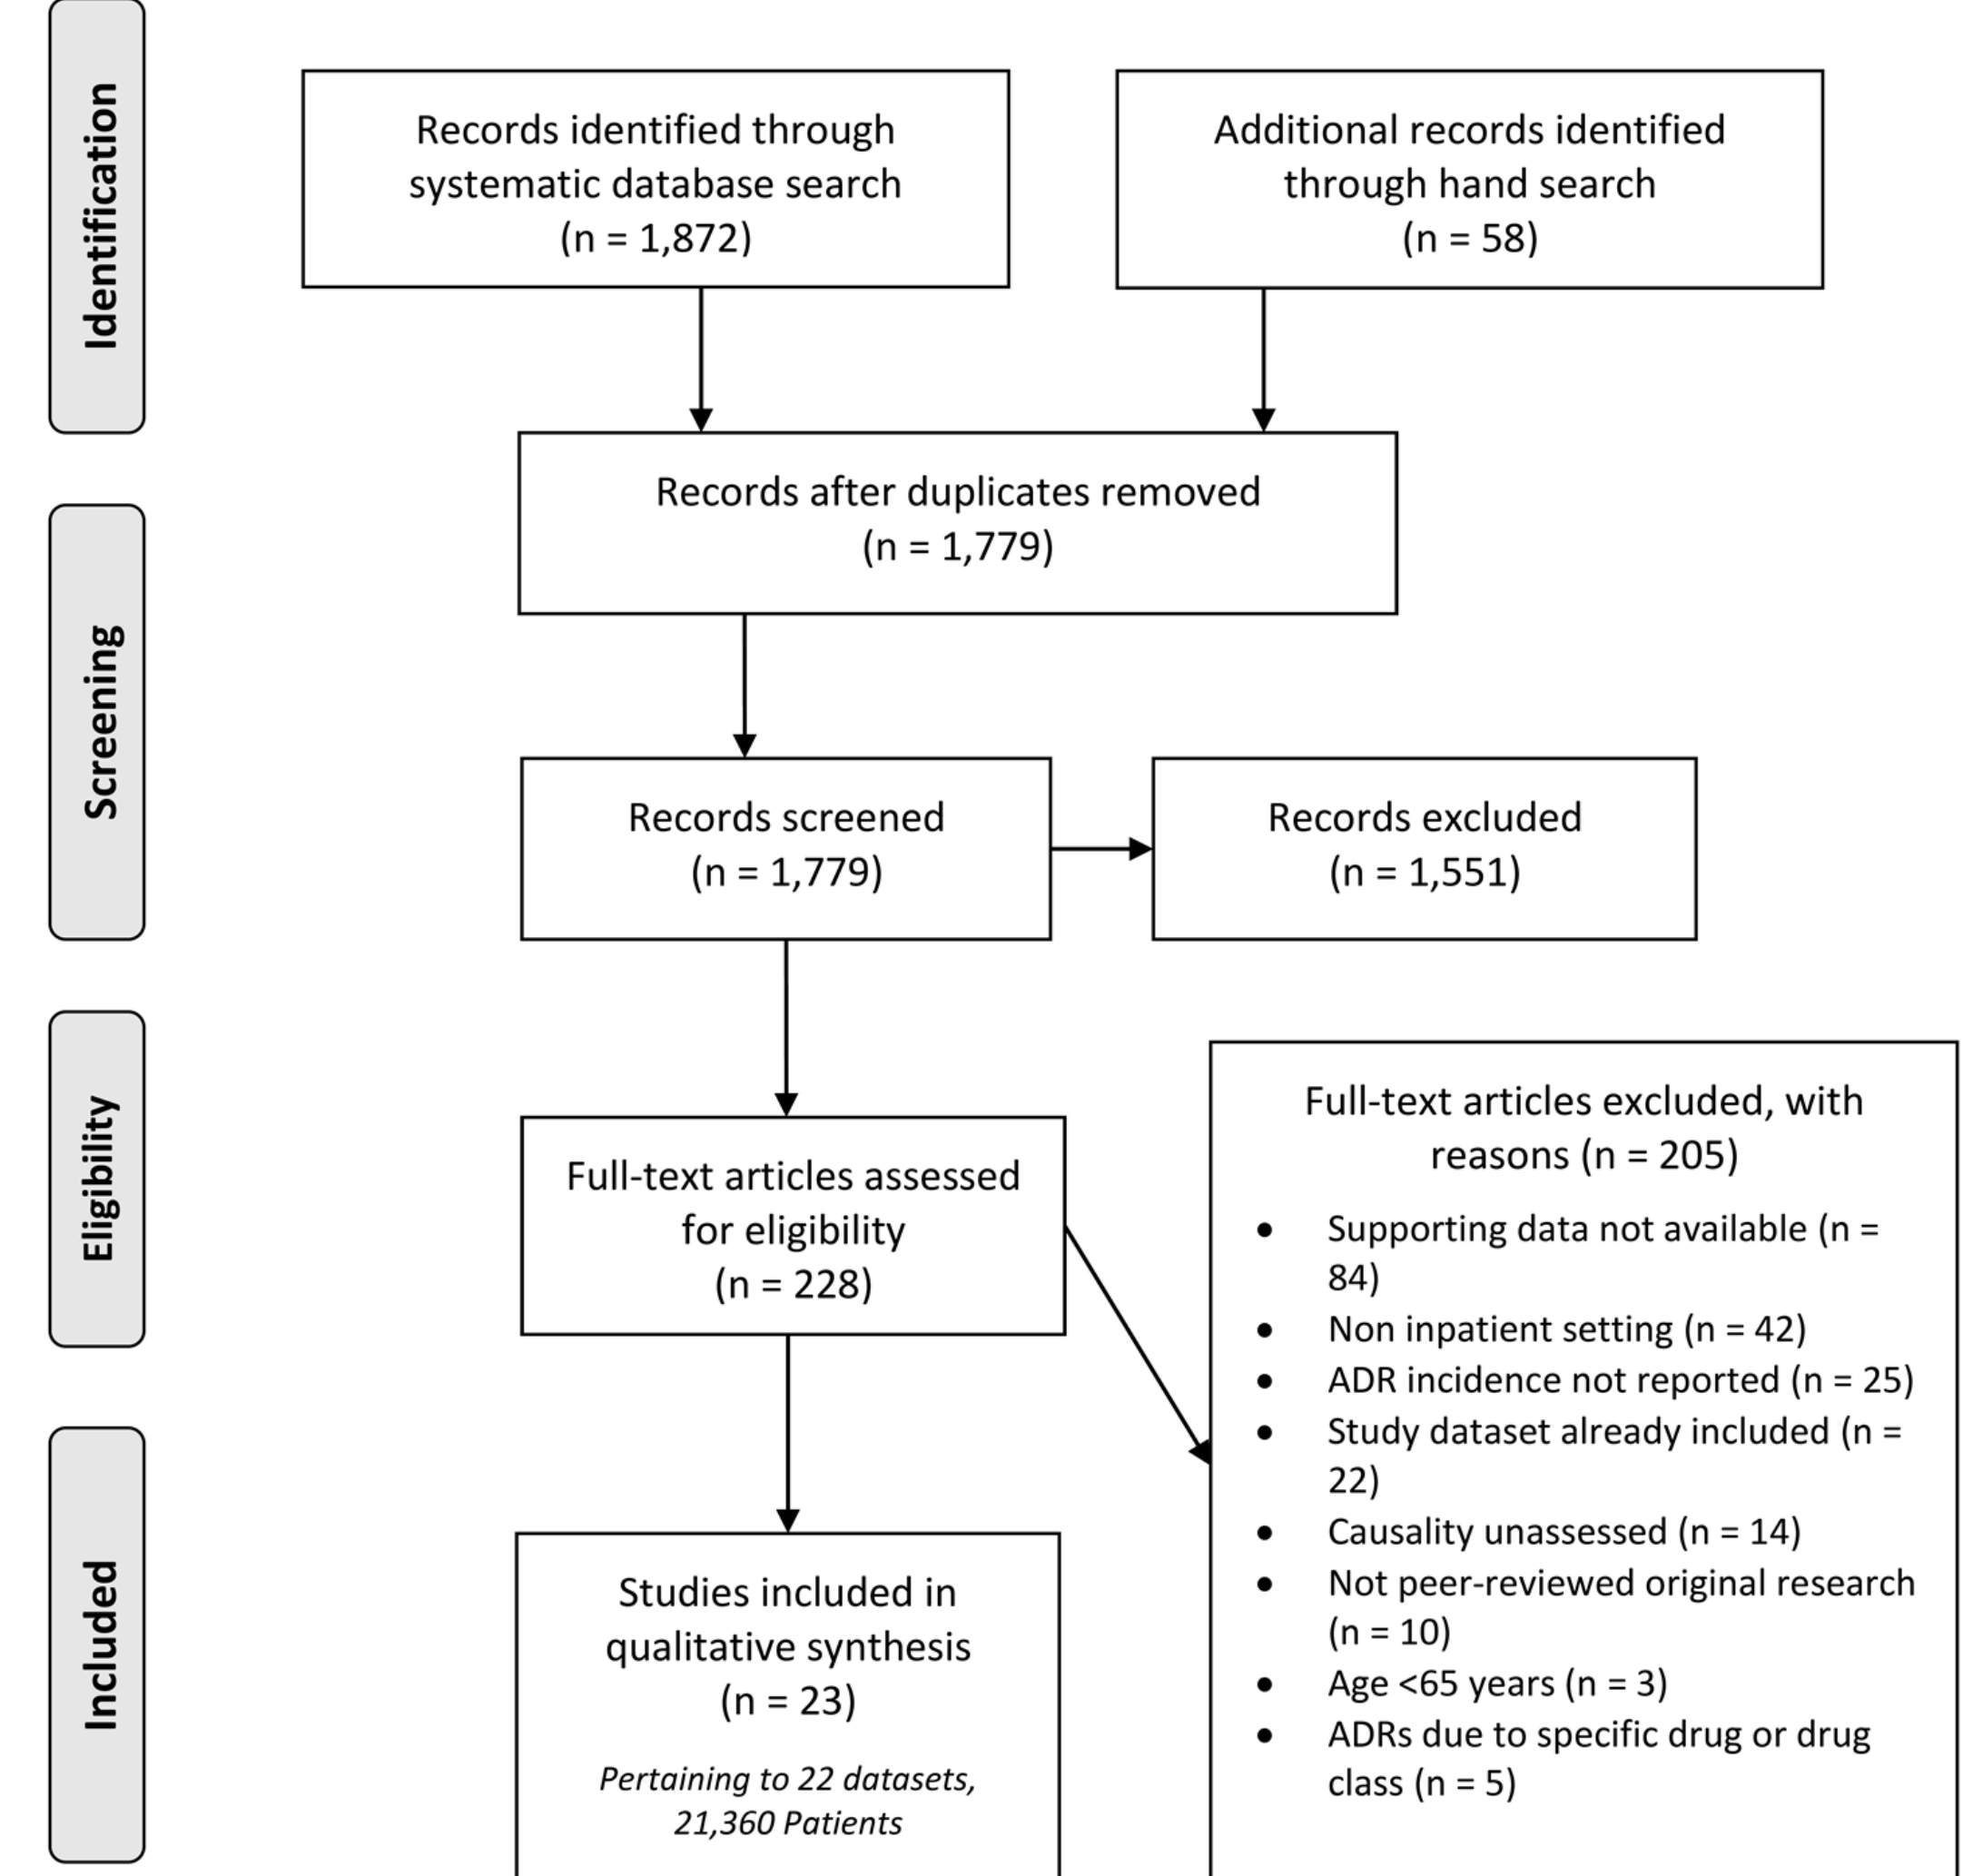 Identification
Records identified through
systematic database search
(n = 1,872)
Additional records identified
through hand search
(n = 58)
Records after duplicates removed
(n = 1,779)
Screening
Records screened
(n = 1,779)
Records excluded
(n = 1,551)
Eligibility
Full-text articles assessed
for eligibility
(n = 228)
Full-text articles excluded, with
reasons (n = 205)
• Supporting data not available (n =
84)
• Non inpatient setting (n = 42)
• ADR incidence not reported (n = 25)
• Study dataset already included (n =
22)
• Causality unassessed (n = 14)
• Not peer-reviewed original research
(n = 10)
• Age <65 years (n = 3)
• ADRs due to specific drug or drug
class (n = 5)
Included
Studies included in
qualitative synthesis
(n = 23)
Pertaining to 22 datasets,
21,360 Patients